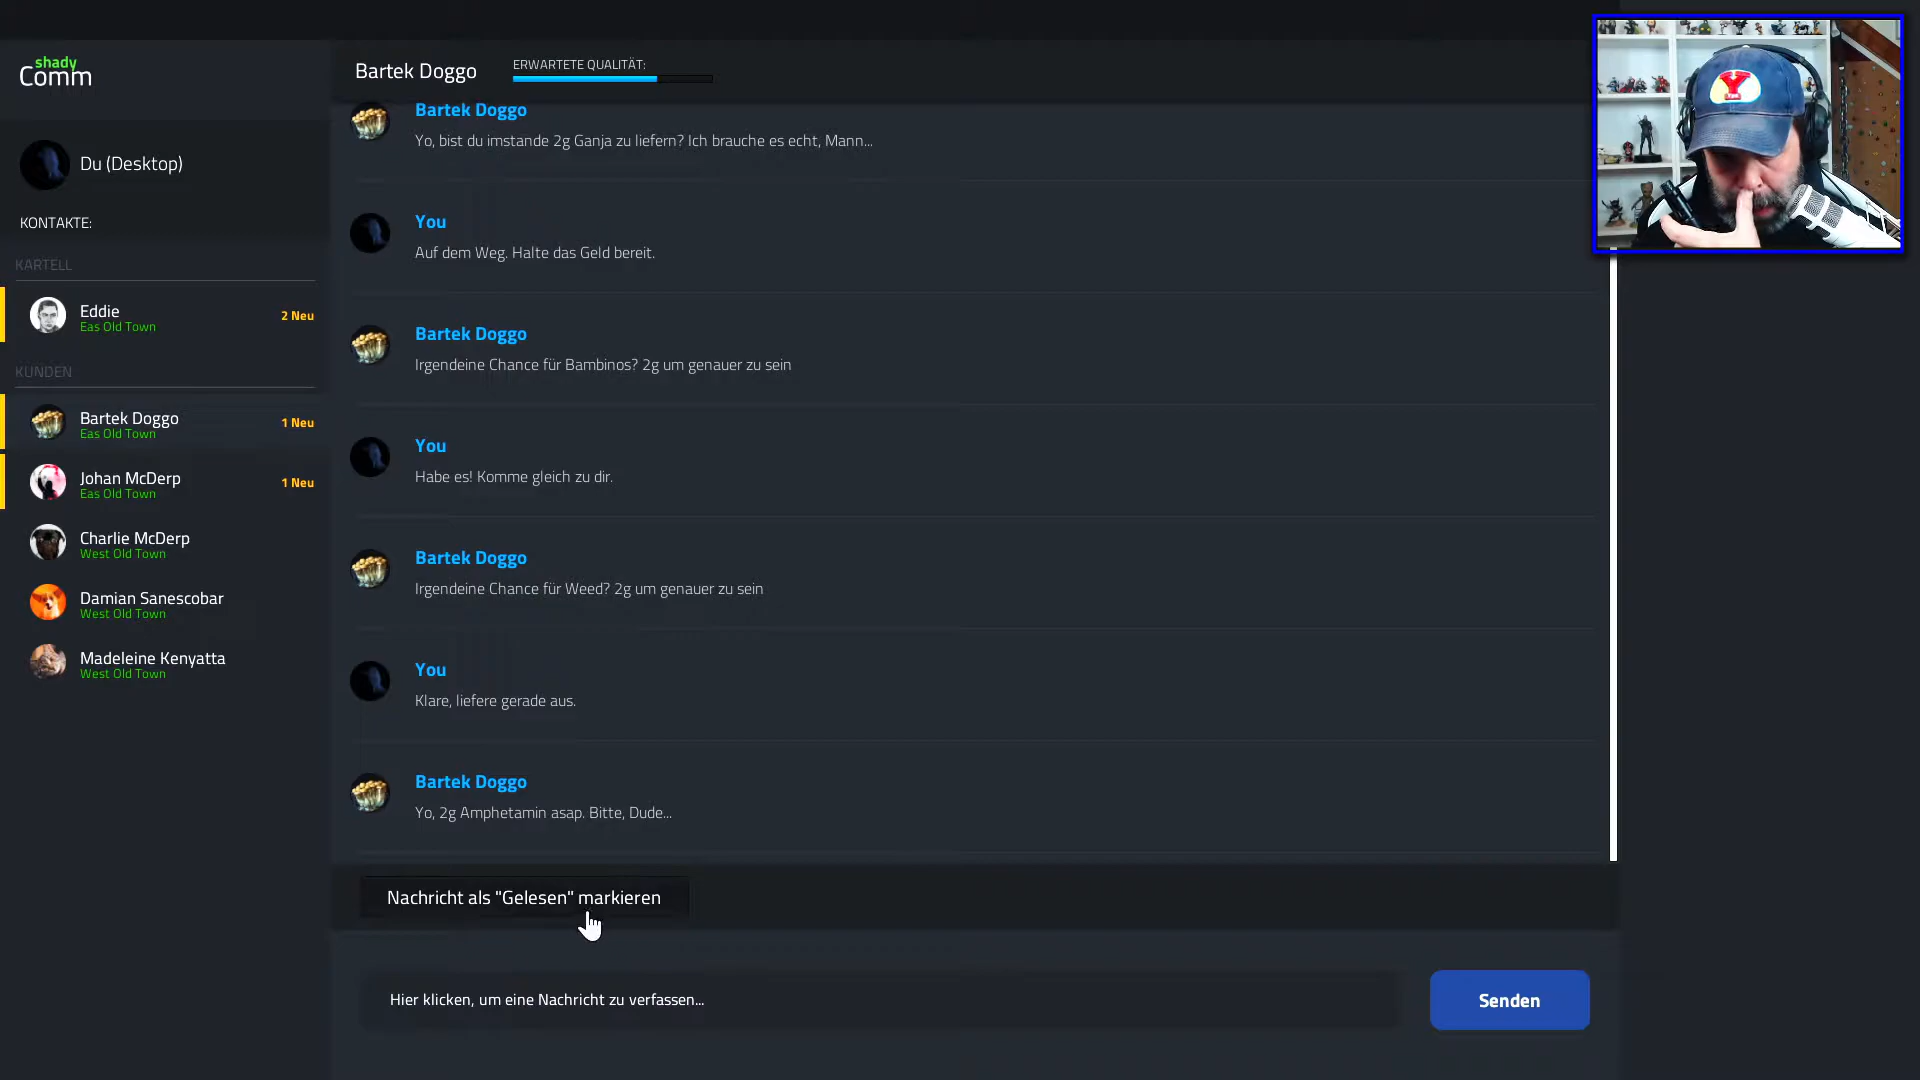 shady
Comm
Du (Desktop)
KONTAKTE:
KARTELL
Eddie
Eas Old Town
2 Neu
KUNDEN
Bartek Doggo
Eas Old Town
1 Neu
Johan McDerp
Eas Old Town
1 Neu
Charlie McDerp
West Old Town
Damian Sanescobar
West Old Town
Madeleine Kenyatta
West Old Town
Bartek Doggo
ERWARTETE QUALITÄT:
Bartek Doggo
Yo, bist du imstande 2g Ganja zu liefern? Ich brauche es echt, Mann...
You
Auf dem Weg. Halte das Geld bereit.
Bartek Doggo
Irgendeine Chance für Bambinos? 2g um genauer zu sein
You
Habe es! Komme gleich zu dir.
Bartek Doggo
Irgendeine Chance für Weed? 2g um genauer zu sein
You
Klare, liefere gerade aus.
Bartek Doggo
Yo, 2g Amphetamin asap. Bitte, Dude...
Nachricht als "Gelesen" markieren
Hier klicken, um eine Nachricht zu verfassen...
Senden
Y